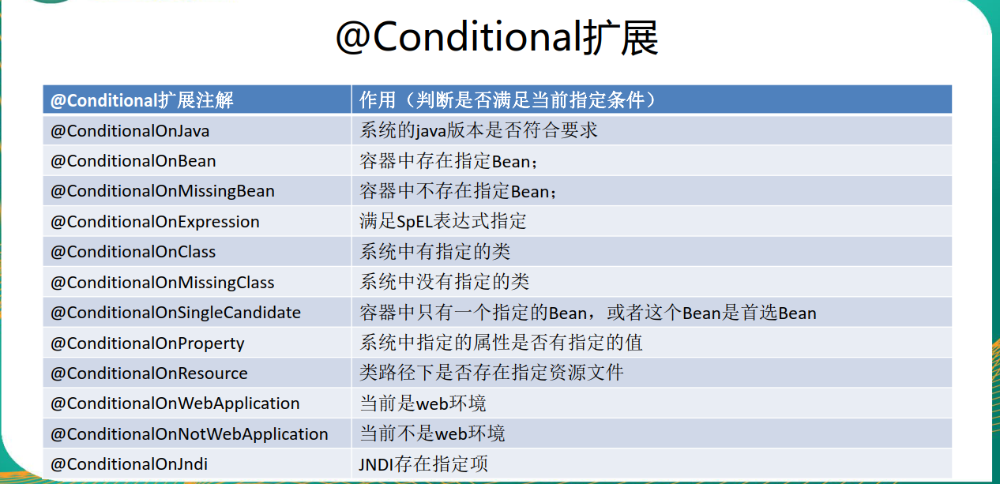 @Conditional扩展
@Conditional扩展注解 作用（判断是否满足当前指定条件）
@ConditionalOnJava 系统的java版本是否符合要求
@ConditionalOnBean 容器中存在指定Bean；
@ConditionalOnMissingBean 容器中不存在指定Bean；
@ConditionalOnExpression 满足SpEL表达式指定
@ConditionalOnClass 系统中有指定的类
@ConditionalOnMissingClass 系统中没有指定的类
@ConditionalOnSingleCandidate 容器中只有一个指定的Bean，或者这个Bean是首选Bean
@ConditionalOnProperty 系统中指定的属性是否有指定的值
@ConditionalOnResource 类路径下是否存在指定资源文件
@ConditionalOnWebApplication 当前是web环境
@ConditionalOnNotWebApplication 当前不是web环境
@ConditionalOnJndi JNDI存在指定项